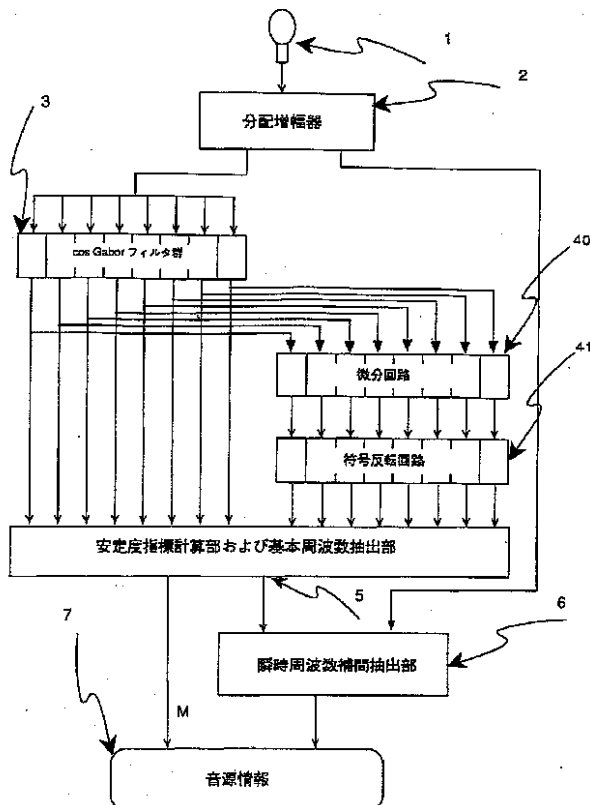 1
2
分配増幅器
3
cos Gabor フィルタ群
40
微分回路
41
符号反転回路
安定度指標計算部および基本周波数抽出部
5
6
7
瞬時周波数補間抽出部
M
音源情報